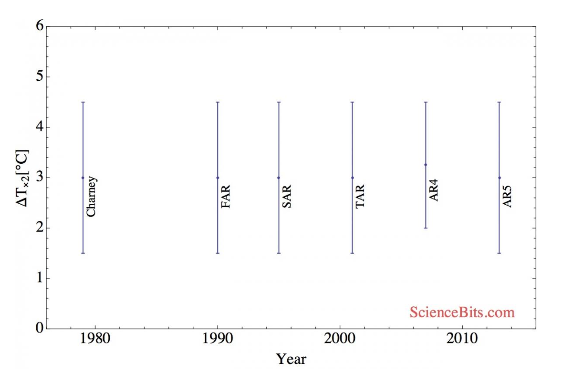 6
5
4
3
2
1
0
ΔT×2[°C]
Charney
FAR
SAR
TAR
AR4
AR5
ScienceBits.com
1980
1990
2000
2010
Year